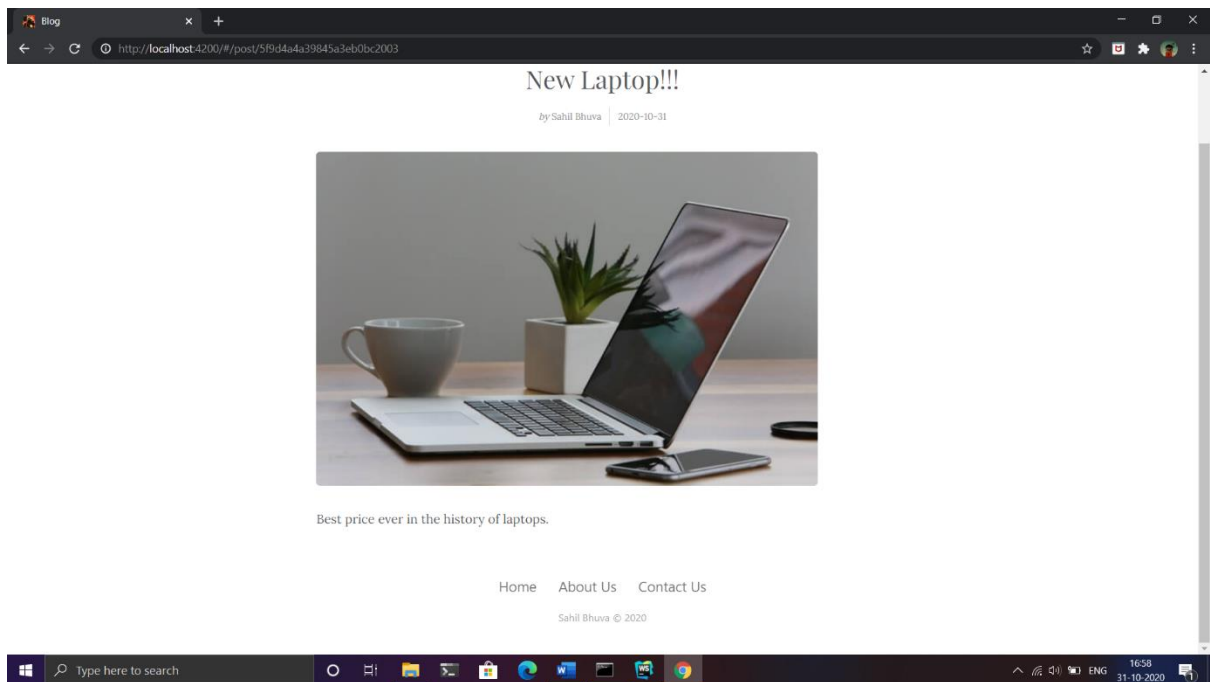 Blog
http://localhost:4200/#/post/5f9d4a4a39845a3eb0bc2003
New Laptop!!!
by Sahil Bhuva 2020-10-31
Best price ever in the history of laptops.
Home About Us Contact Us
Sahil Bhuva © 2020
Type here to search
ENG
16:58
31-10-2020